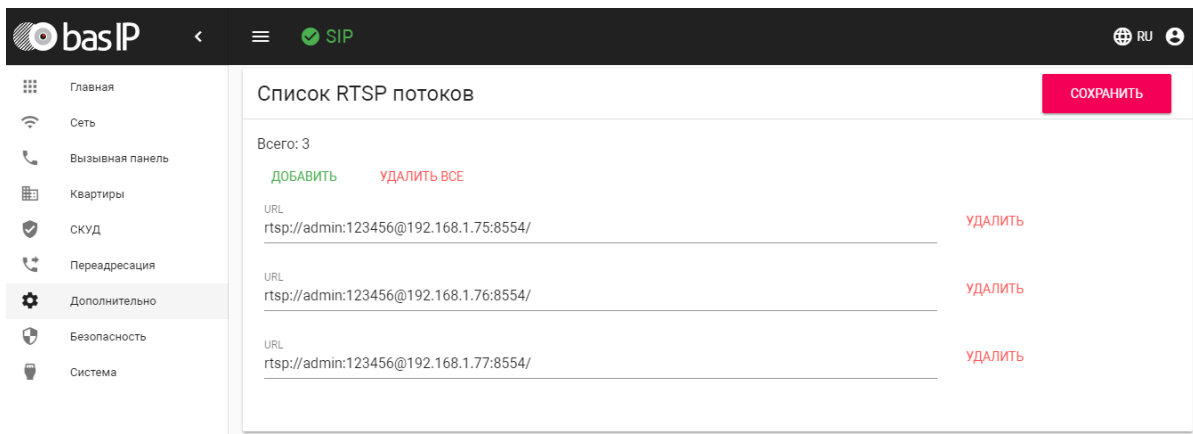 basIP
SIP
RU
Главная
Сеть
Вызывная панель
Квартиры
СКУД
Переадресация
Дополнительно
Безопасность
Система
Список RTSP потоков
СОХРАНИТЬ
Всего: 3
ДОБАВИТЬ УДАЛИТЬ ВСЕ
URL
rtsp://admin:123456@192.168.1.75:8554/
УДАЛИТЬ
URL
rtsp://admin:123456@192.168.1.76:8554/
УДАЛИТЬ
URL
rtsp://admin:123456@192.168.1.77:8554/
УДАЛИТЬ